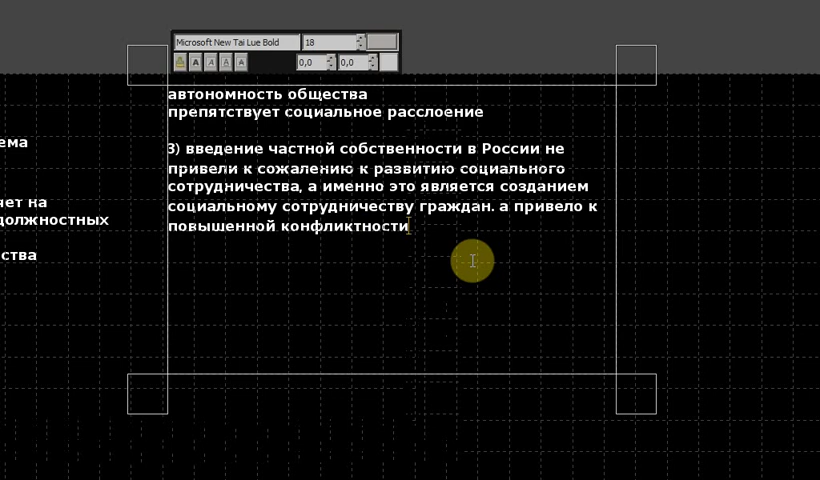 Microsoft New Tai Lue Bold 18
A A A A 0,0 0,0
автономность общества
препятствует социальное расслоение
ема
3) введение частной собственности в России не
привели к сожалению к развитию социального
сотрудничества, а именно это является созданием
ает на
социальному сотрудничеству граждан. а привело к
должностных
повышенной конфликтности
ства